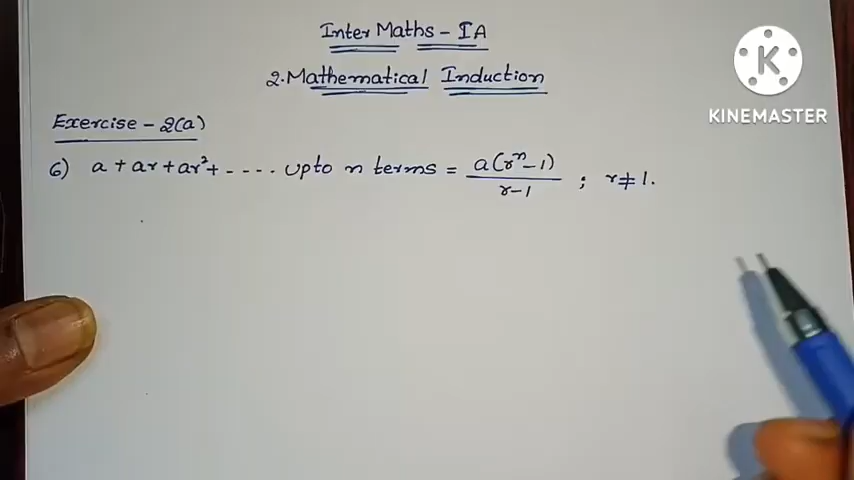 Inter Maths - IA
2. Mathematical Induction
Exercise - 2(a)
6) a + ar + ar² + ..... upto n terms = a(rⁿ-1)/r-1 ; r≠1.
K
KINEMASTER